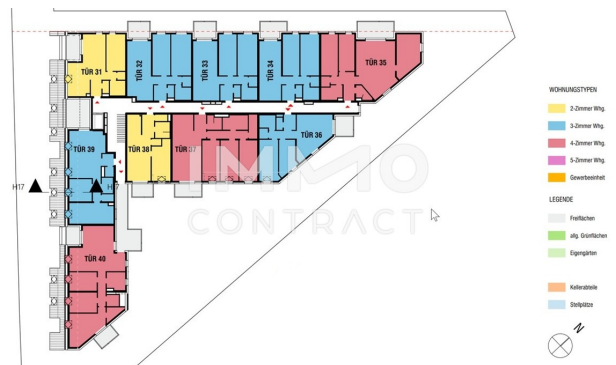 TÜR 31
TÜR 32
TÜR 33
TÜR 34
TÜR 35
TÜR 36
TÜR 37
TÜR 38
TÜR 39
TÜR 40
H17
H17
IMMO
CONTRACT
WOHNUNGSTYPEN
2-Zimmer Whg.
3-Zimmer Whg.
4-Zimmer Whg.
5-Zimmer Whg.
Gewerbeeinheit
LEGENDE
Freiflächen
allg. Grünflächen
Eigengärten
Kellerabteile
Stellplätze
N